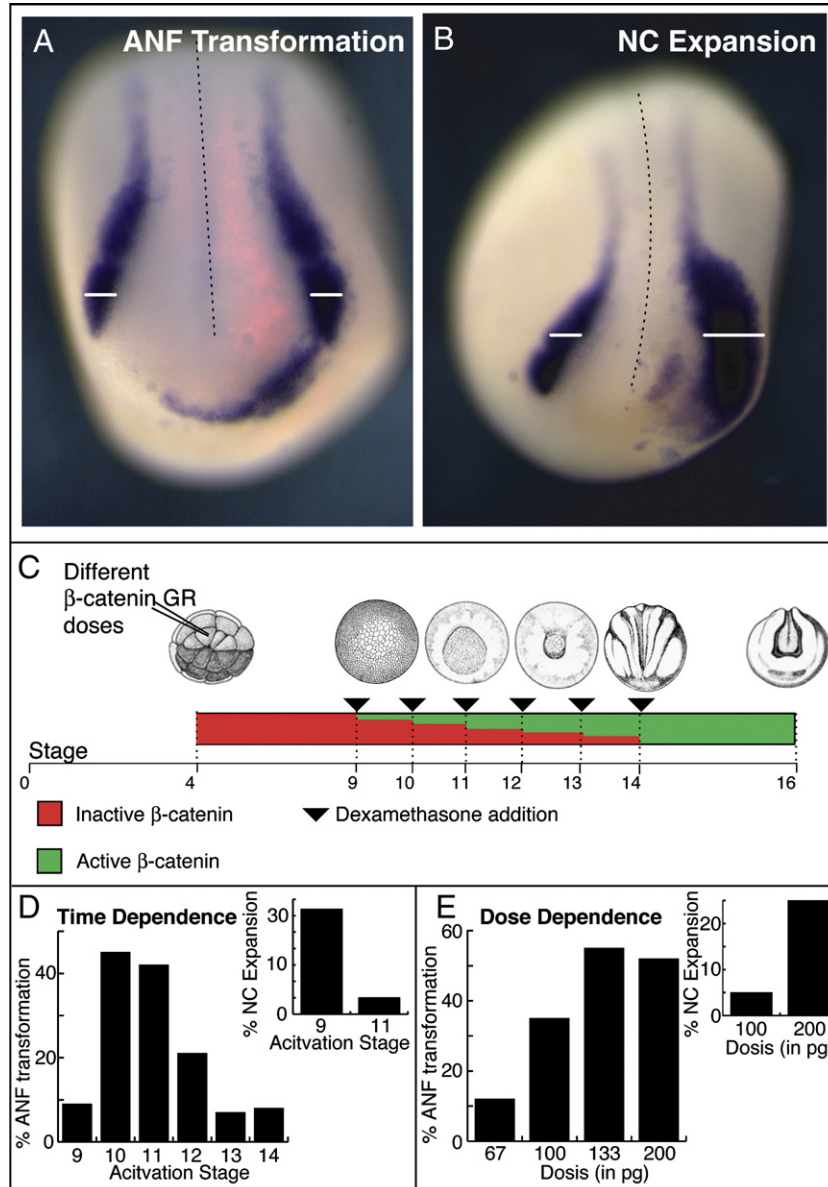 A
ANF Transformation
B
NC Expansion
C
Different
β-catenin GR
doses
Stage
0
4
9
10
11
12
13
14
16
Inactive β-catenin
Dexamethasone addition
Active β-catenin
D
Time Dependence
% ANF transformation
40
20
0
9
10
11
12
13
14
Acitvation Stage
% NC Expansion
30
10
0
9
11
Acitvation Stage
E
Dose Dependence
% ANF transformation
60
40
20
0
67
100
133
200
Dosis (in pg)
% NC Expansion
20
10
0
100
200
Dosis (in pg